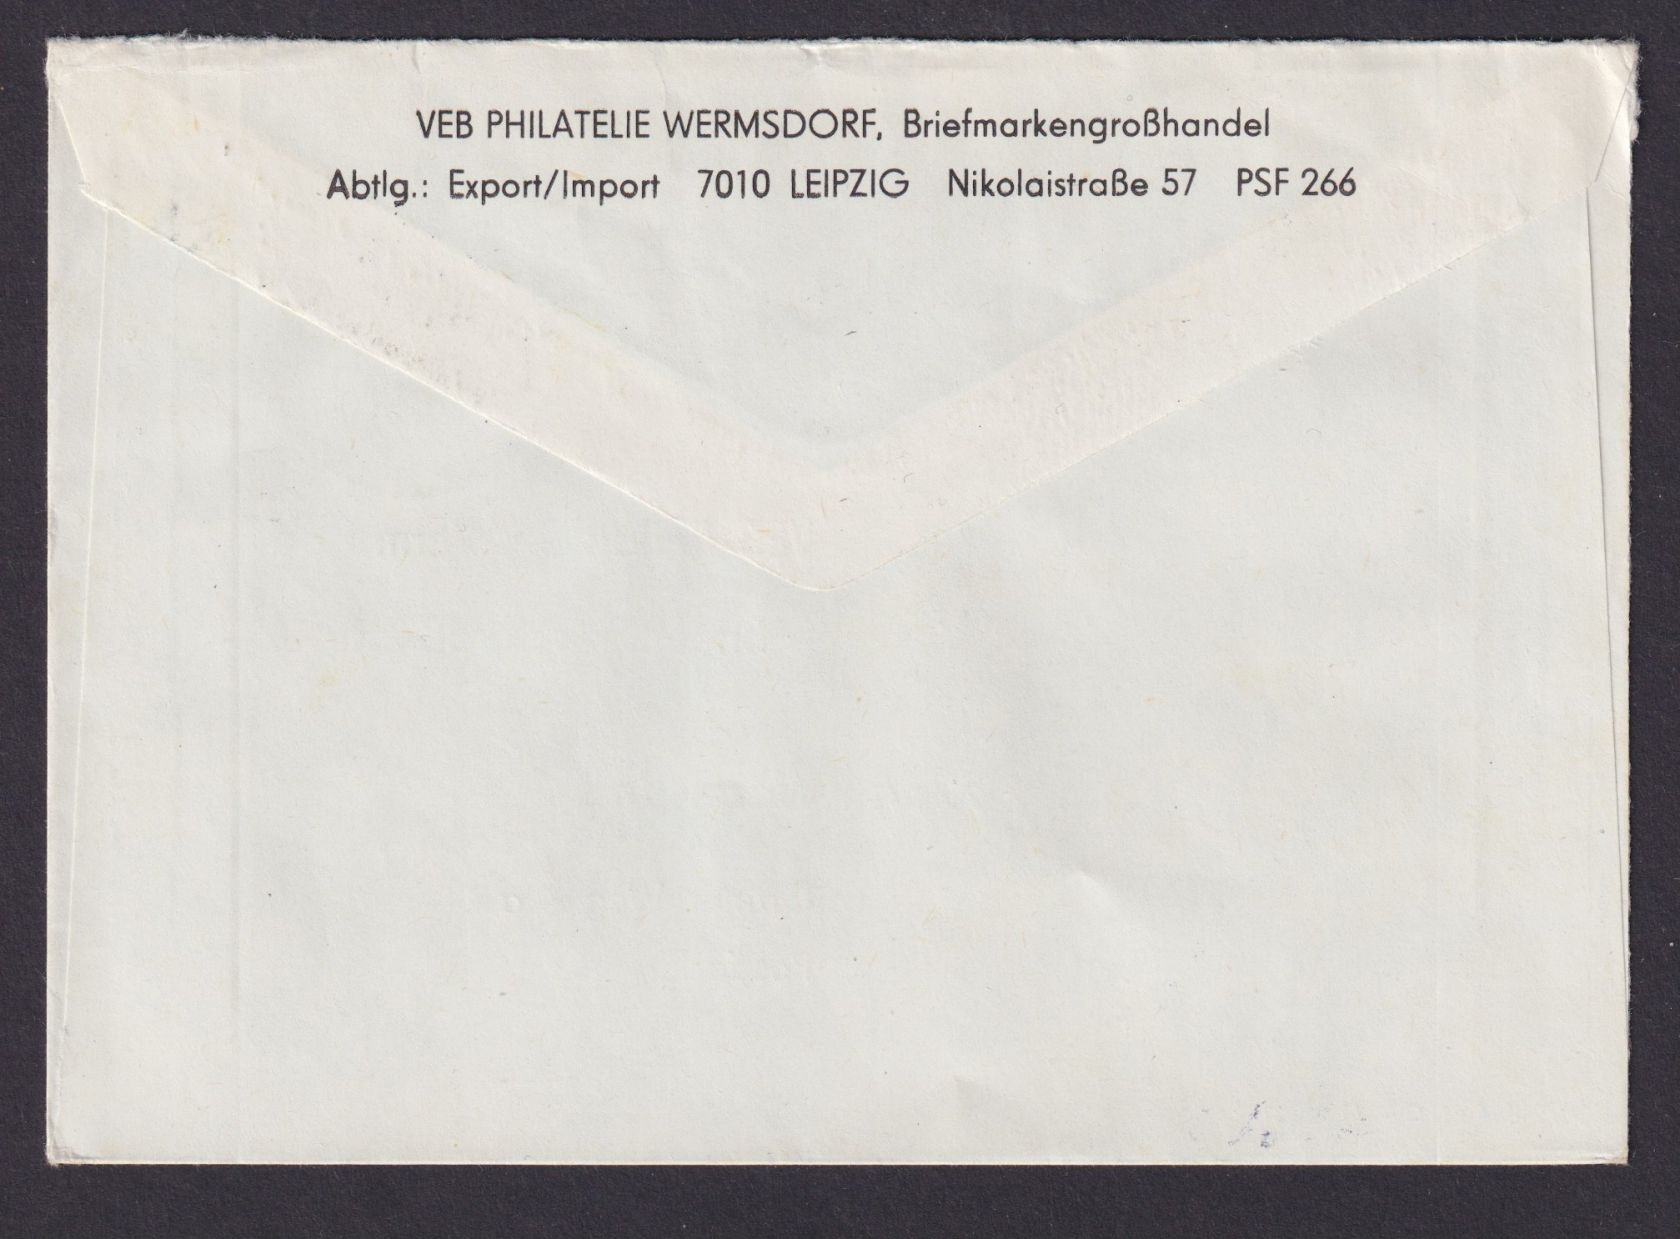 VEB PHILATELIE WERMSDORF, Briefmarkengroßhandel
Abtlg.: Export/Import 7010 LEIPZIG Nikolaistraße 57 PSF 266